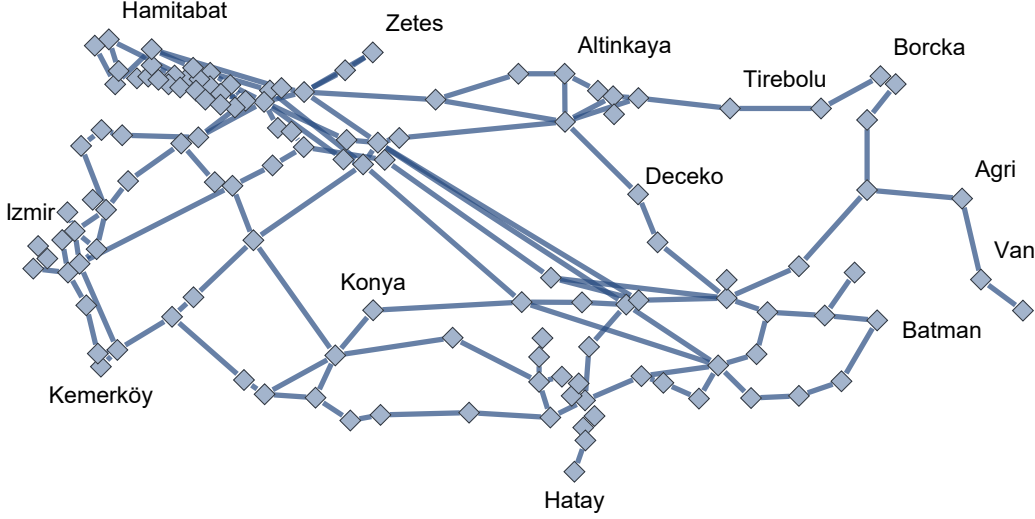 Hamitabat
Zetes
Altinkaya
Borcka
Tirebolu
Deceko
Agri
Izmir
Van
Konya
Batman
Kemerköy
Hatay